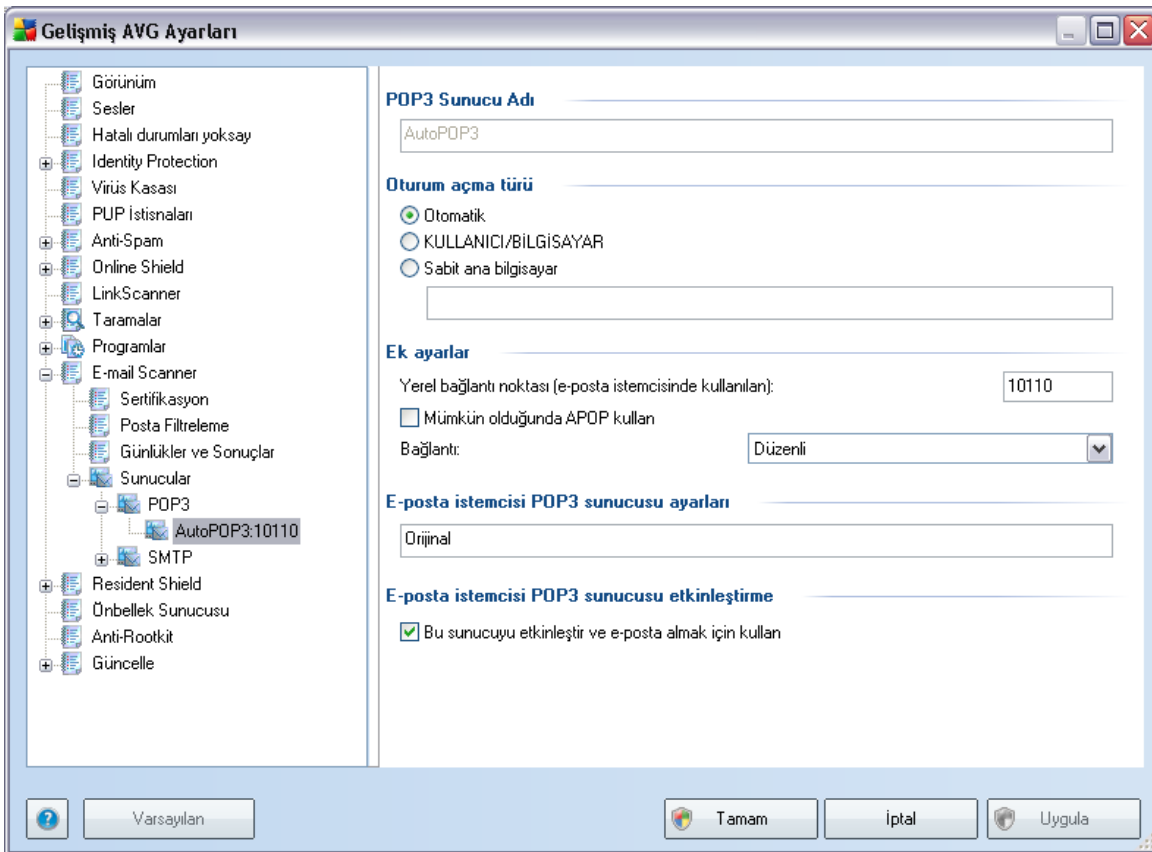 Gelişmiş AVG Ayarları
Görünüm
Sesler
Hatalı durumları yoksay
Identity Protection
Virüs Kasası
PUP İstisnaları
Anti-Spam
Online Shield
LinkScanner
Taramalar
Programlar
E-mail Scanner
Sertifikasyon
Posta Filtreleme
Günlükler ve Sonuçlar
Sunucular
POP3
AutoPOP3:10110
SMTP
Resident Shield
Önbellek Sunucusu
Anti-Rootkit
Güncelle
POP3 Sunucu Adı
AutoPOP3
Oturum açma türü
Otomatik
KULLANICI/BİLGİSAYAR
Sabit ana bilgisayar
Ek ayarlar
Yerel bağlantı noktası (e-posta istemcisinde kullanılan): 10110
Mümkün olduğunda APOP kullan
Bağlantı: Düzenli
E-posta istemcisi POP3 sunucusu ayarları
Orijinal
E-posta istemcisi POP3 sunucusu etkinleştirme
Bu sunucuyu etkinleştir ve e-posta almak için kullan
Varsayılan Tamam İptal Uygula